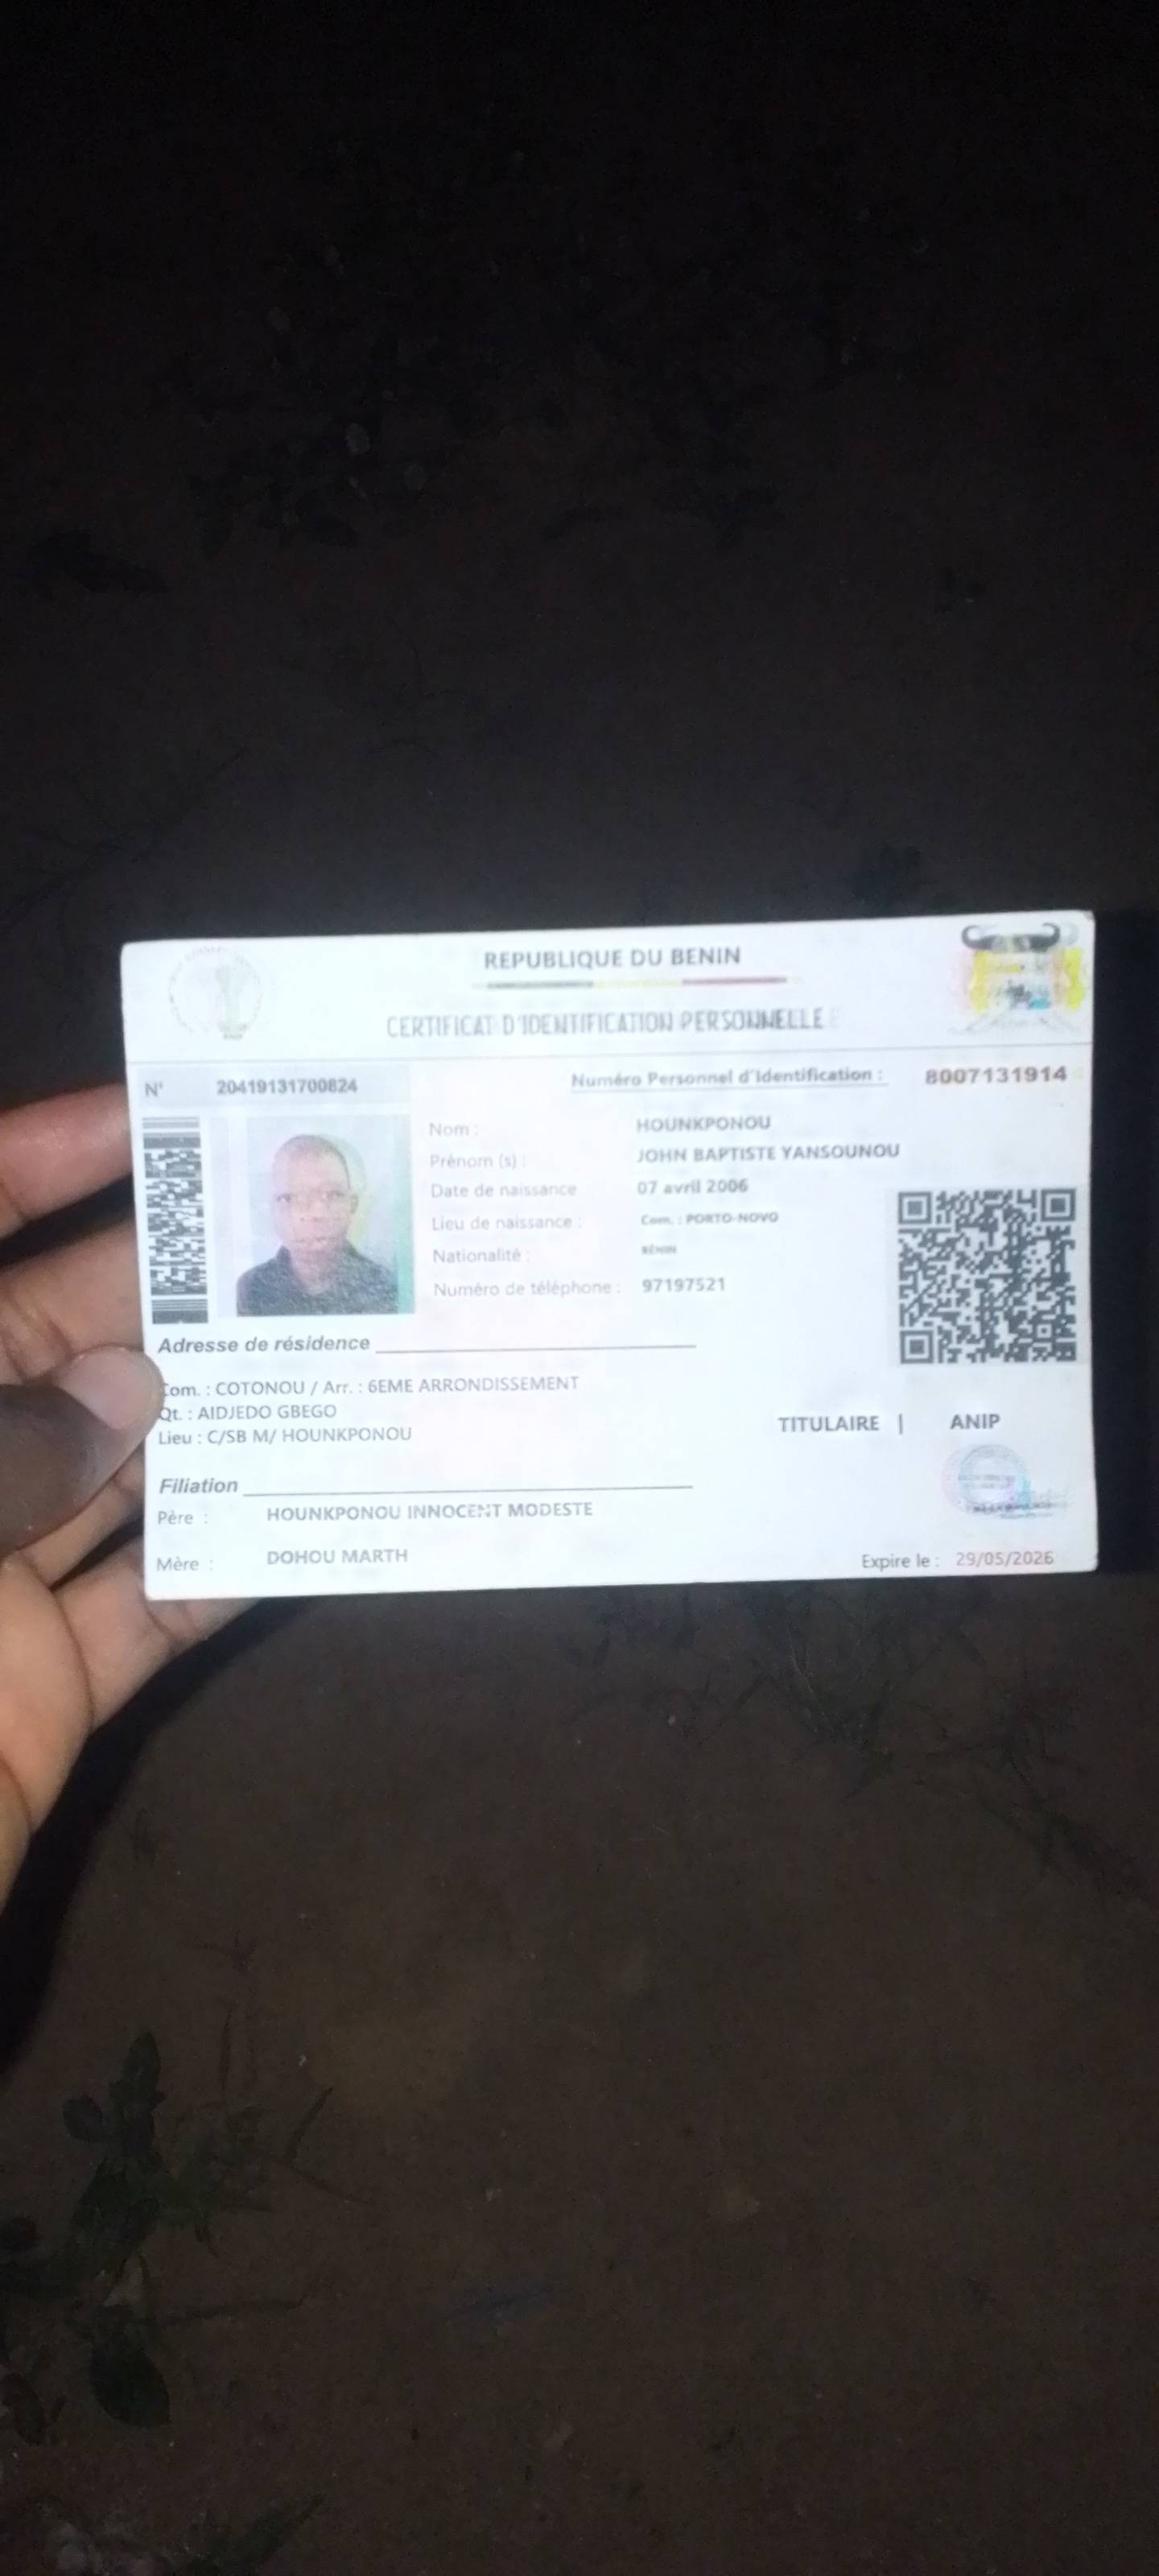 REPUBLIQUE DU BENIN
CERTIFICAT D'IDENTIFICATION PERSONNELLE
N° 20419131700824
Numéro Personnel d'Identification : 8007131914
Nom : HOUNKPONOU
Prénom (s) : JOHN BAPTISTE YANSOUNOU
Date de naissance 07 avril 2006
Lieu de naissance : Com. : PORTO-NOVO
Nationalité : BÉNIN
Numéro de téléphone : 97197521
Adresse de résidence
Com. : COTONOU / Arr. : 6EME ARRONDISSEMENT
Qt. : AIDJEDO GBEGO
Lieu : C/SB M/ HOUNKPONOU
TITULAIRE | ANIP
Filiation
Père : HOUNKPONOU INNOCENT MODESTE
Mère : DOHOU MARTH
Expire le : 29/05/2026